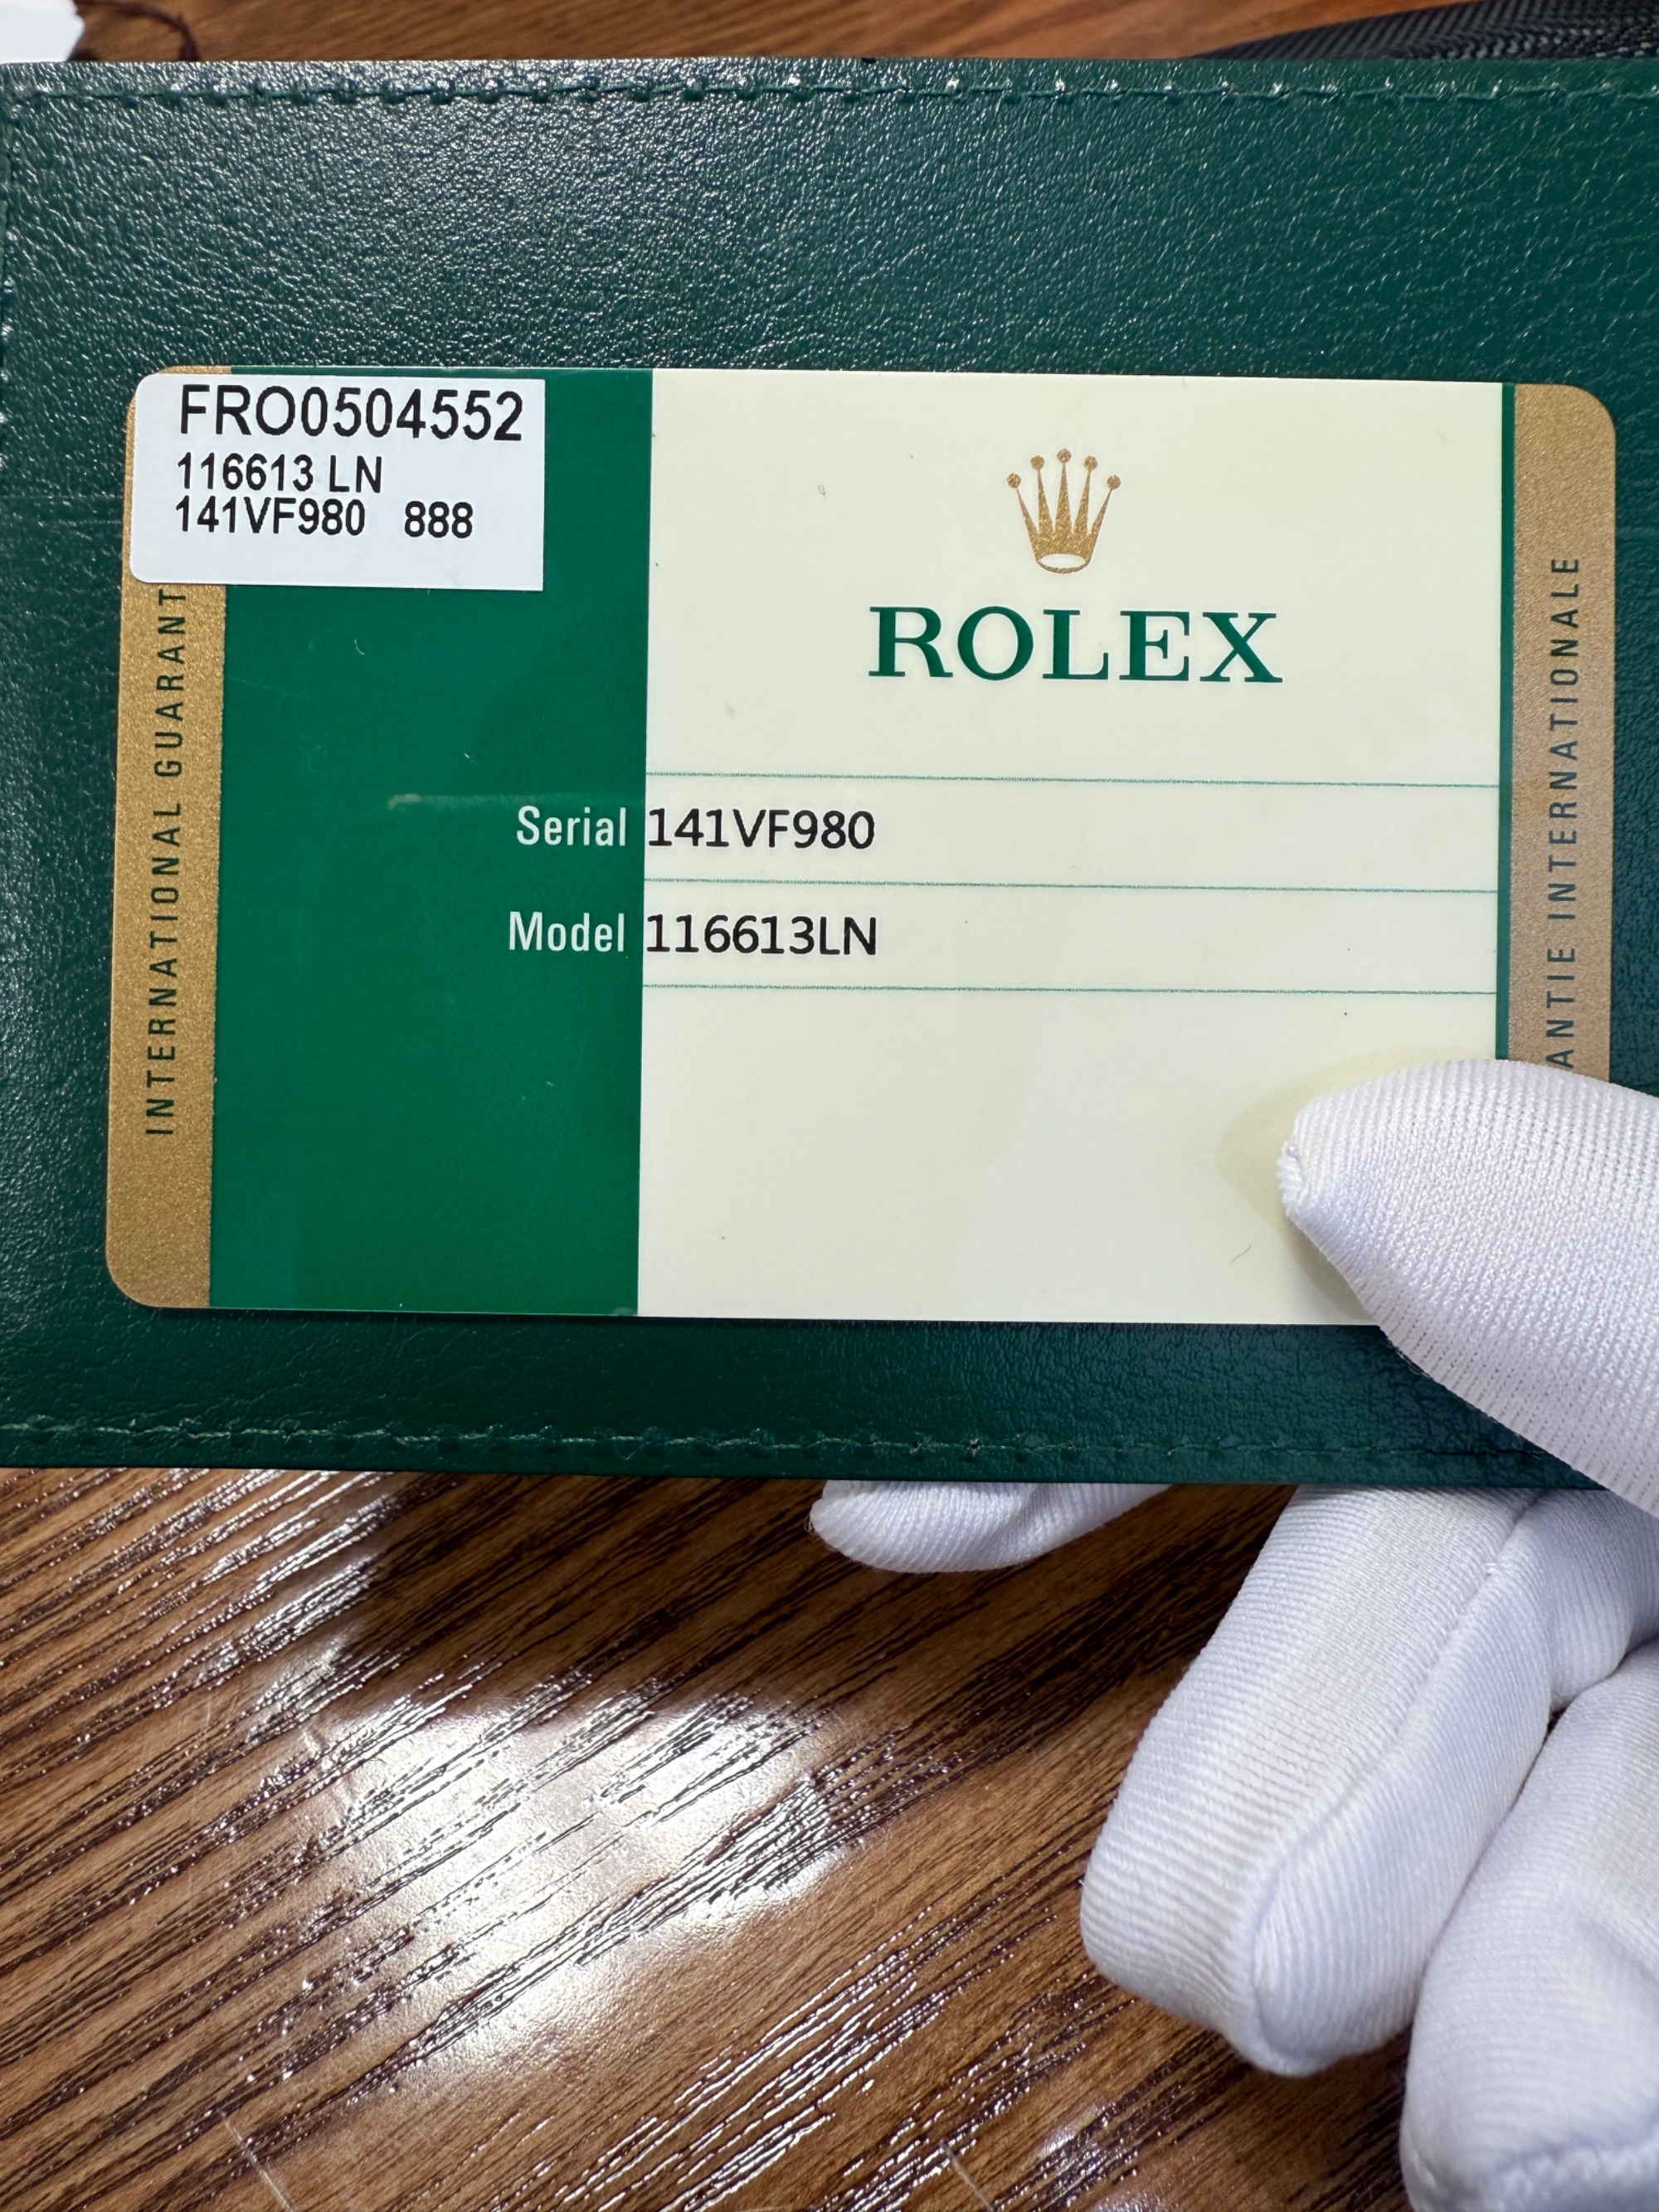 FRO0504552
116613 LN
141VF980 888
INTERNATIONAL GUARANT
ROLEX
Serial 141VF980
Model 116613LN
ANTIE INTERNATIONALE